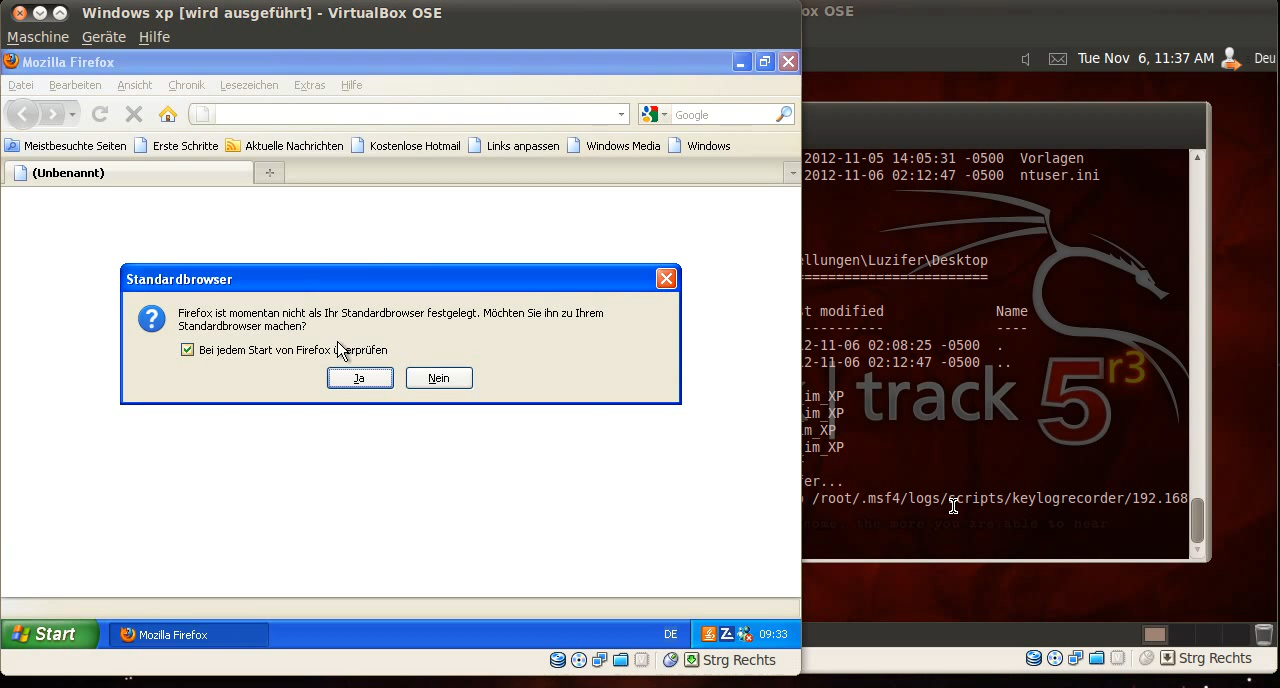 Windows xp [wird ausgeführt] - VirtualBox OSE
Maschine Geräte Hilfe
Mozilla Firefox
Datei Bearbeiten Ansicht Chronik Lesezeichen Extras Hilfe
Google
Meistbesuchte Seiten Erste Schritte Aktuelle Nachrichten Kostenlose Hotmail Links anpassen Windows Media Windows
(Unbenannt)
Standardbrowser
Firefox ist momentan nicht als Ihr Standardbrowser festgelegt. Möchten Sie ihn zu Ihrem
Standardbrowser machen?
Bei jedem Start von Firefox überprüfen
Ja Nein
Start Mozilla Firefox DE 09:33
Strg Rechts
ox OSE
Tue Nov 6, 11:37 AM Deu
2012-11-05 14:05:31 -0500 Vorlagen
2012-11-06 02:12:47 -0500 ntuser.ini
ellungen\Luzifer\Desktop
=======================
t modified Name
---------- ----
2-11-06 02:08:25 -0500 .
2-11-06 02:12:47 -0500 ..
im_XP
im_XP
m_XP
im_XP
fer...
/root/.msf4/logs/scripts/keylogrecorder/192.168
track 5 r3
Strg Rechts